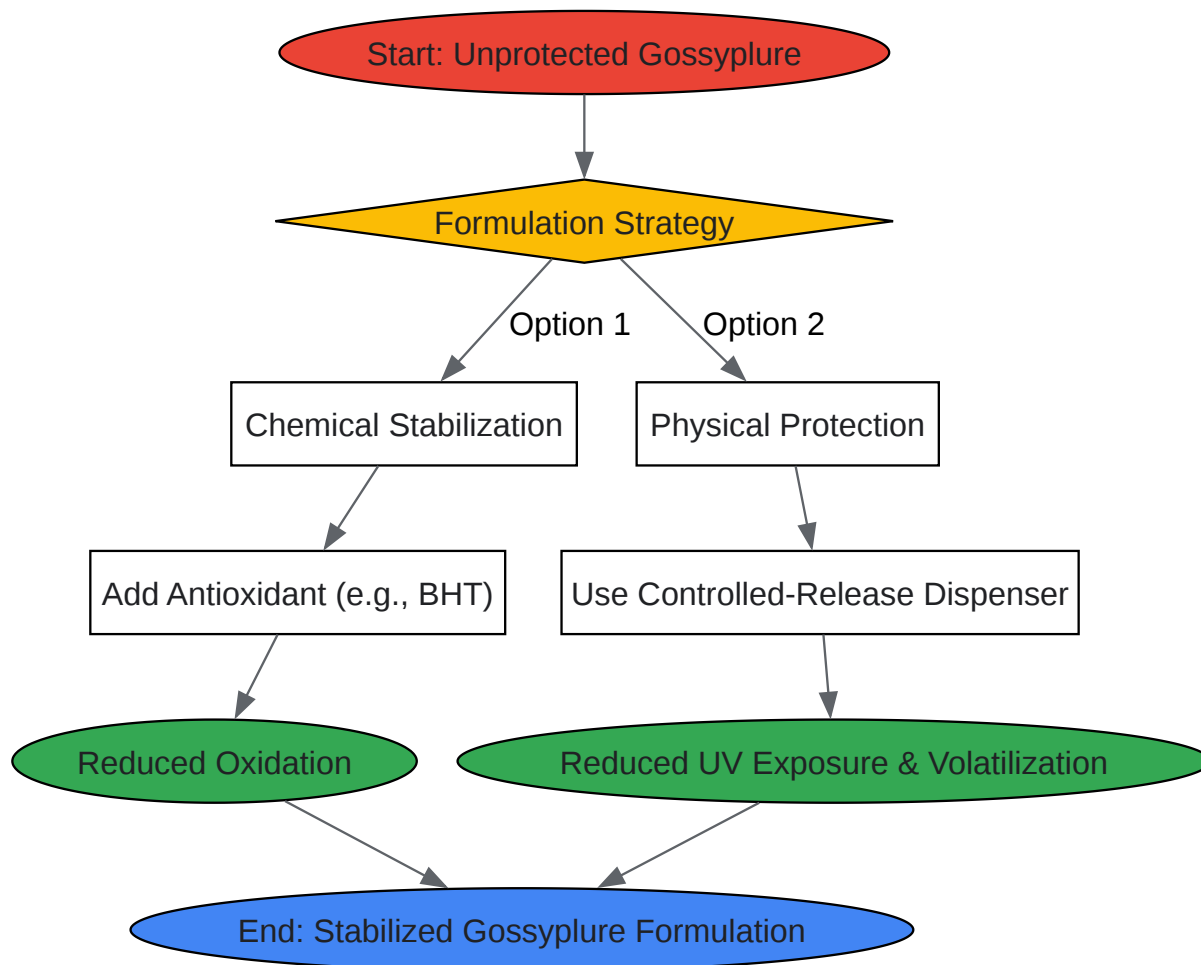 Start: Unprotected Gossyplure
Formulation Strategy
Option 1
Option 2
Chemical Stabilization
Physical Protection
Add Antioxidant (e.g., BHT)
Use Controlled-Release Dispenser
Reduced Oxidation
Reduced UV Exposure & Volatilization
End: Stabilized Gossyplure Formulation